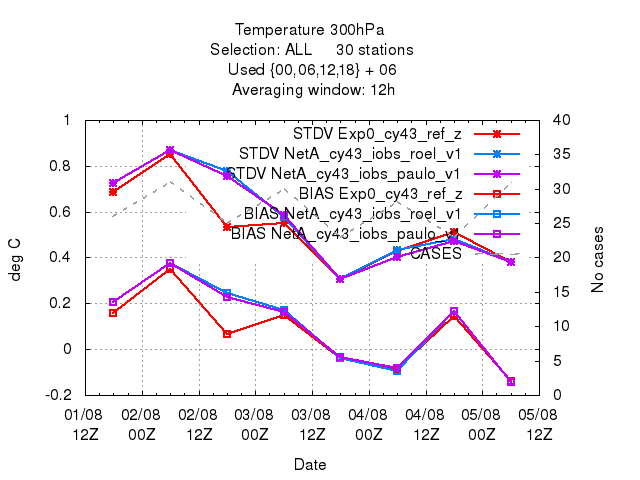 Temperature 300hPa
Selection: ALL 30 stations
Used {00,06,12,18} + 06
Averaging window: 12h
STDV Exp0_cy43_ref_z
STDV NetA_cy43_iobs_roel_v1
STDV NetA_cy43_iobs_paulo_v1
BIAS Exp0_cy43_ref_z
BIAS NetA_cy43_iobs_roel_v1
BIAS NetA_cy43_iobs_paulo_v1
CASES
1
0.8
0.6
0.4
0.2
0
-0.2
deg C
40
35
30
25
20
15
10
5
0
No cases
01/08 02/08 02/08 03/08 03/08 04/08 04/08 05/08 05/08
12Z 00Z 12Z 00Z 12Z 00Z 12Z 00Z 12Z
Date